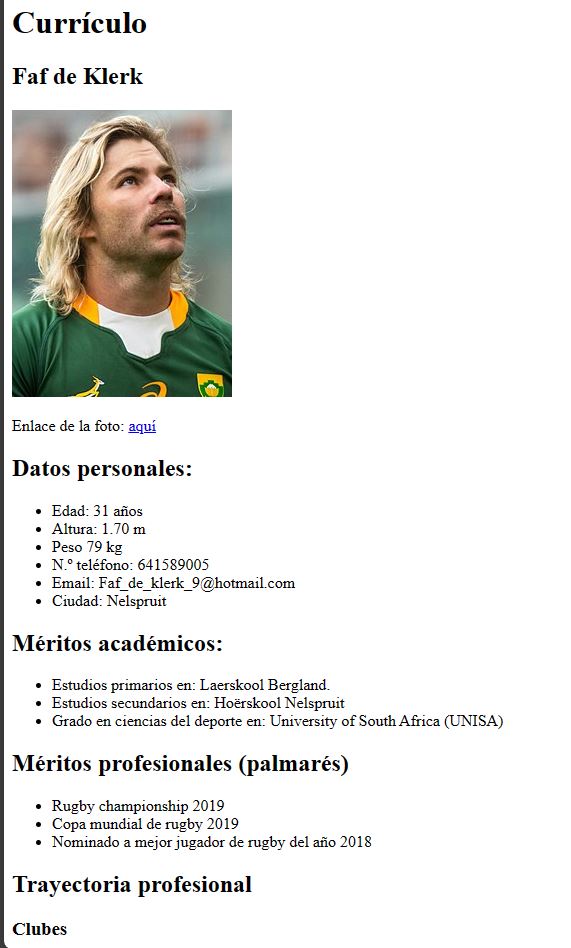 Currículo
Faf de Klerk
Enlace de la foto: aquí
Datos personales:
Edad: 31 años
Altura: 1.70 m
Peso 79 kg
N.º teléfono: 641589005
Email: Faf_de_klerk_9@hotmail.com
Ciudad: Nelspruit
Méritos académicos:
Estudios primarios en: Laerskool Bergland.
Estudios secundarios en: Hoërskool Nelspruit
Grado en ciencias del deporte en: University of South Africa (UNISA)
Méritos profesionales (palmarés)
Rugby championship 2019
Copa mundial de rugby 2019
Nominado a mejor jugador de rugby del año 2018
Trayectoria profesional
Clubes